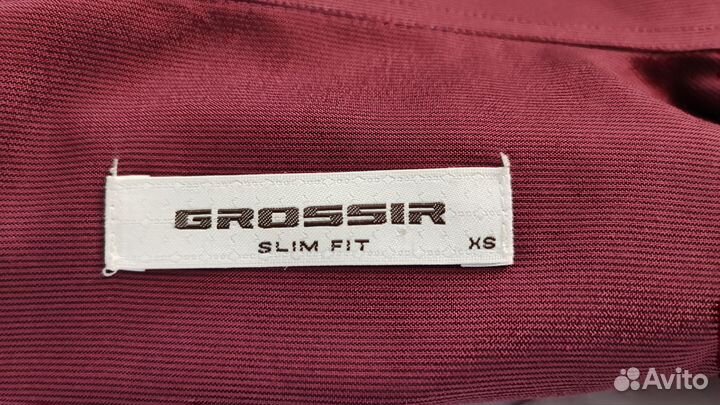 GROSSIR
SLIM FIT XS
Avito